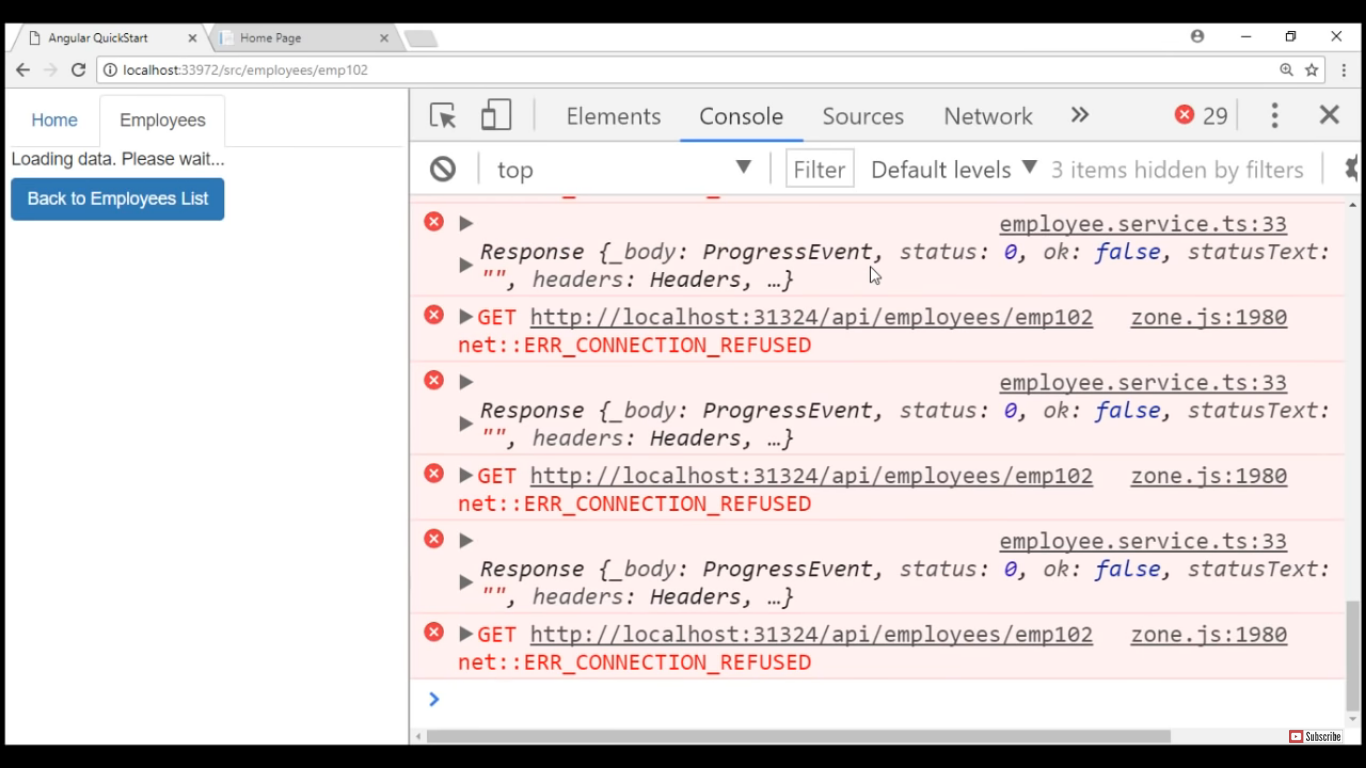 Angular QuickStart
Home Page
localhost:33972/src/employees/emp102
Home
Employees
Loading data. Please wait...
Back to Employees List
Elements Console Sources Network » 29
top Filter Default levels 3 items hidden by filters
employee.service.ts:33
Response {_body: ProgressEvent, status: 0, ok: false, statusText:
"", headers: Headers, …}
GET http://localhost:31324/api/employees/emp102 zone.js:1980
net::ERR_CONNECTION_REFUSED
employee.service.ts:33
Response {_body: ProgressEvent, status: 0, ok: false, statusText:
"", headers: Headers, …}
GET http://localhost:31324/api/employees/emp102 zone.js:1980
net::ERR_CONNECTION_REFUSED
employee.service.ts:33
Response {_body: ProgressEvent, status: 0, ok: false, statusText:
"", headers: Headers, …}
GET http://localhost:31324/api/employees/emp102 zone.js:1980
net::ERR_CONNECTION_REFUSED
Subscribe